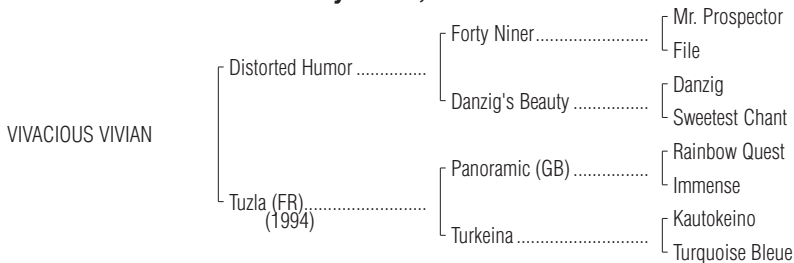 Mr. Prospector
Forty Niner
File
Distorted Humor
Danzig
Danzig's Beauty
Sweetest Chant
VIVACIOUS VIVIAN
Rainbow Quest
Panoramic (GB)
Immense
Tuzla (FR)
(1994)
Kautokeino
Turkeina
Turquoise Bleue